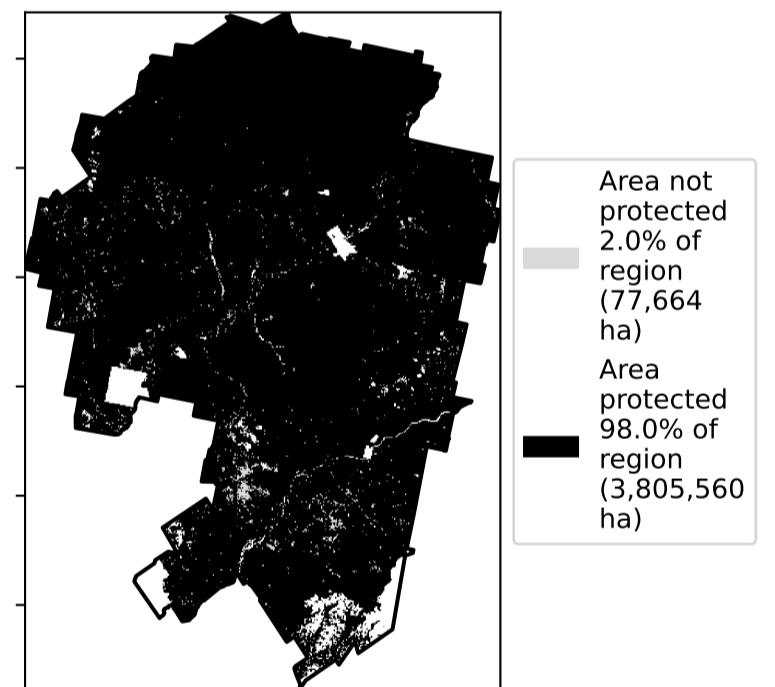 Area not
protected
2.0% of
region
(77,664
ha)
Area
protected
98.0% of
region
(3,805,560
ha)